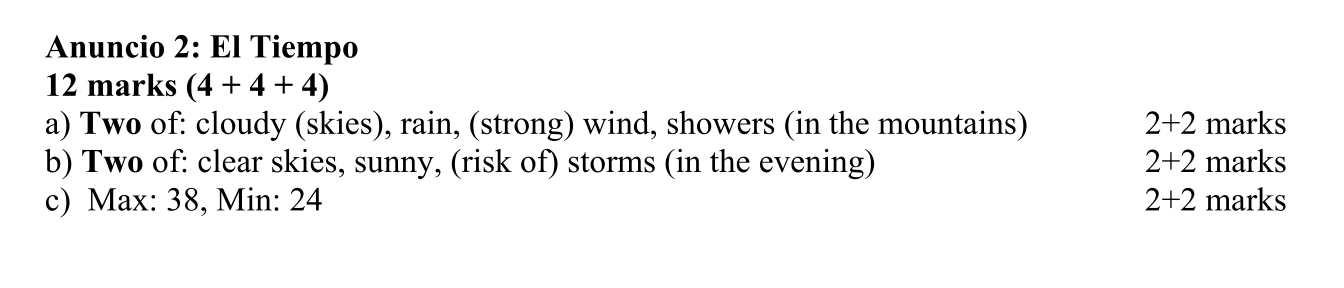 Anuncio 2: El Tiempo
12 marks (4 + 4 + 4)
a) Two of: cloudy (skies), rain, (strong) wind, showers (in the mountains) 2+2 marks
b) Two of: clear skies, sunny, (risk of) storms (in the evening) 2+2 marks
c) Max: 38, Min: 24 2+2 marks